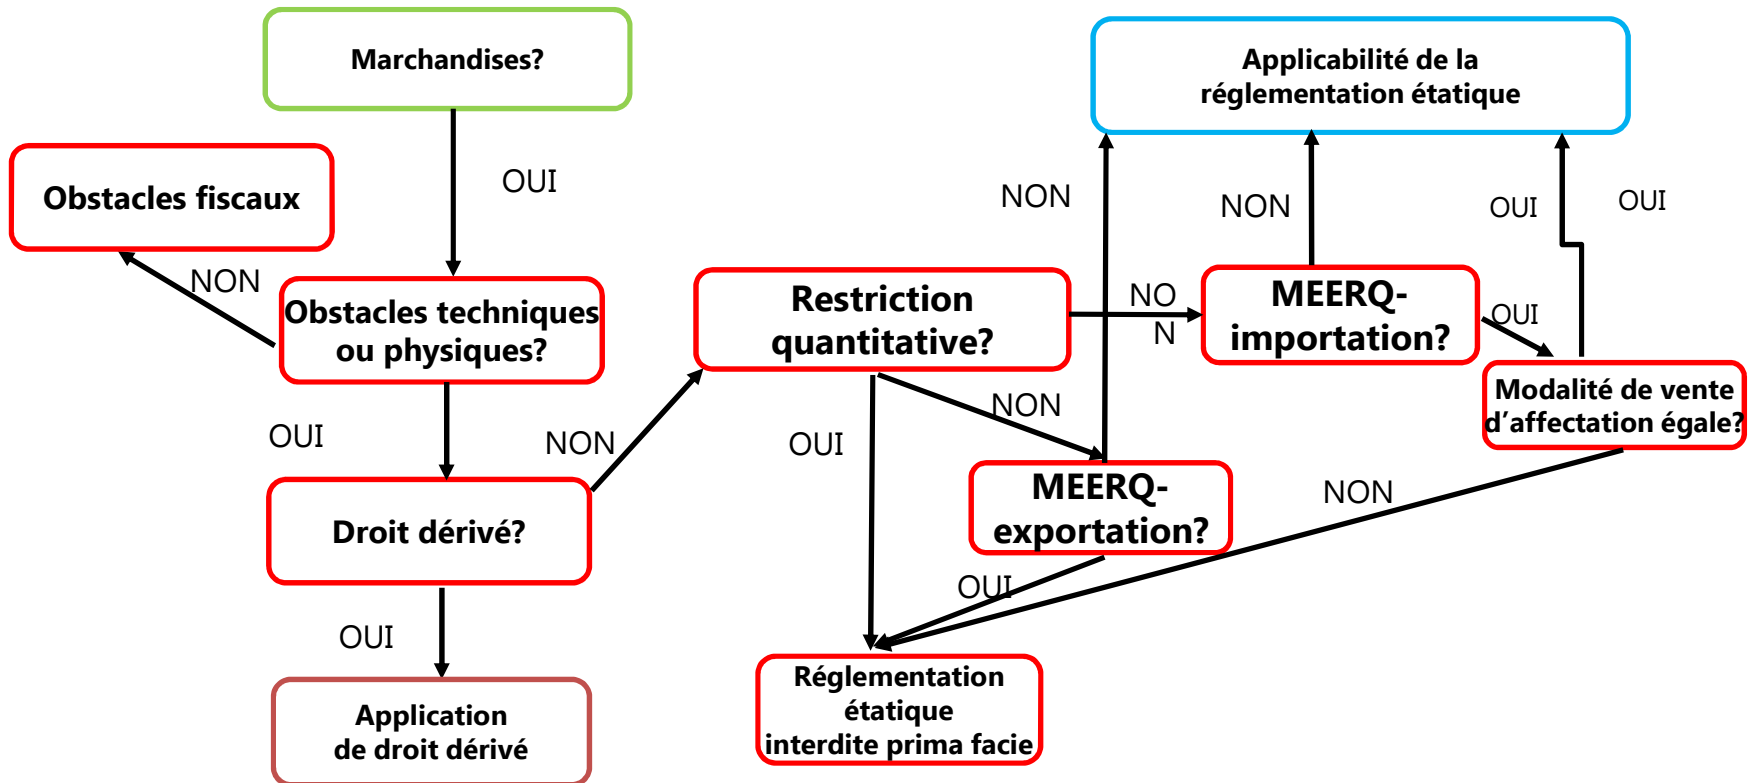 Marchandises?
Applicabilité de la
réglementation étatique
OUI
Obstacles fiscaux
NON
NON
NON
OUI
OUI
Obstacles techniques
ou physiques?
Restriction
quantitative?
NO
N
MEERQ-
importation?
OUI
Modalité de vente
d'affectation égale?
OUI
NON
OUI
NON
NON
MEERQ-
exportation?
Droit dérivé?
OUI
OUI
Réglementation
étatique
interdite prima facie
Application
de droit dérivé